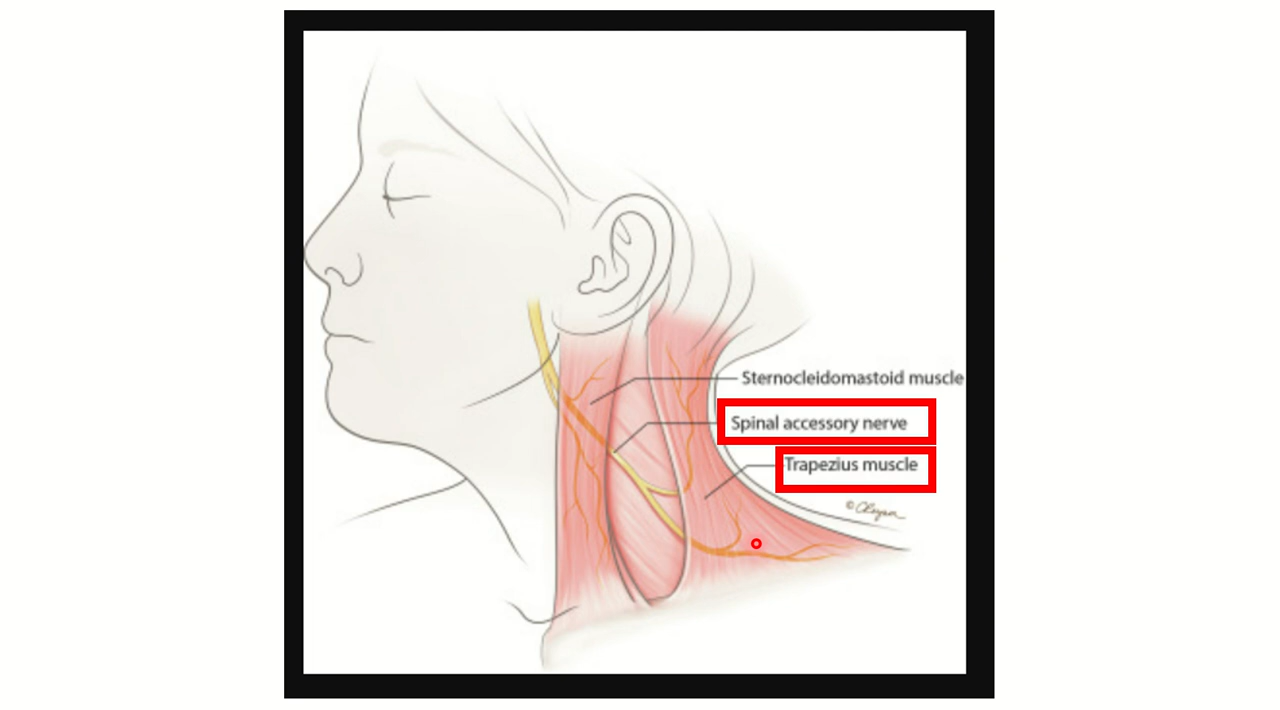 Sternocleidomastoid muscle
Spinal accessory nerve
Trapezius muscle
©